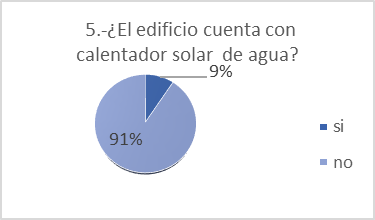 5.-¿El edificio cuenta con
calentador solar  de agua?
9%
91%
si
no